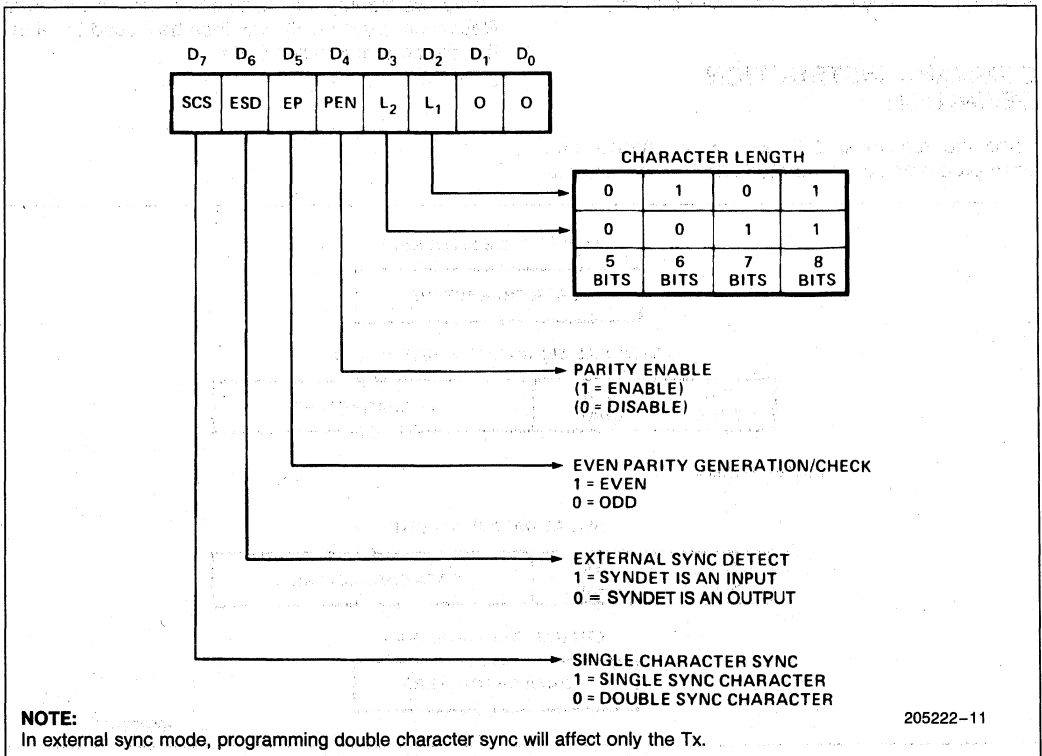 D7 D6 D5 D4 D3 D2 D1 D0
SCS ESD EP PEN L2 L1 0 0
CHARACTER LENGTH
0 1 0 1
0 0 1 1
5 BITS 6 BITS 7 BITS 8 BITS
PARITY ENABLE
(1 = ENABLE)
(0 = DISABLE)
EVEN PARITY GENERATION/CHECK
1 = EVEN
0 = ODD
EXTERNAL SYNC DETECT
1 = SYNDET IS AN INPUT
0 = SYNDET IS AN OUTPUT
SINGLE CHARACTER SYNC
1 = SINGLE SYNC CHARACTER
0 = DOUBLE SYNC CHARACTER
NOTE:
205222–11
In external sync mode, programming double character sync will affect only the Tx.